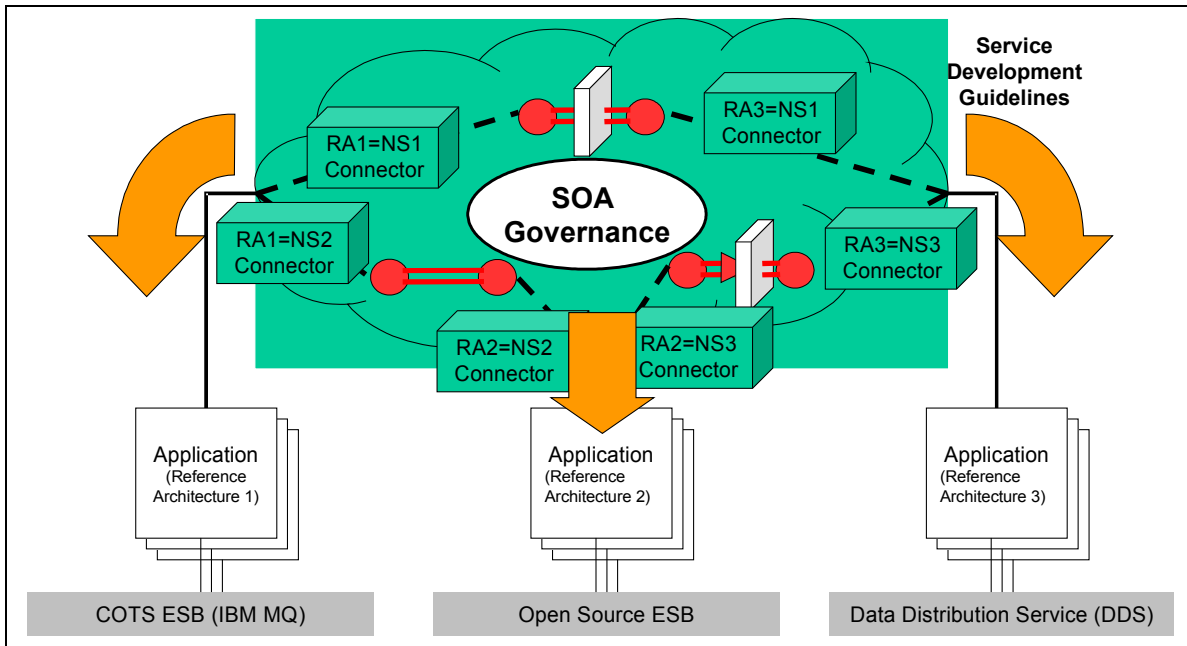 Service
Development
Guidelines
RA1=NS1
Connector
RA3=NS1
Connector
SOA
Governance
RA1=NS2
Connector
RA3=NS3
Connector
RA2=NS2
Connector
RA2=NS3
Connector
Application
(Reference
Architecture 1)
Application
(Reference
Architecture 2)
Application
(Reference
Architecture 3)
COTS ESB (IBM MQ)
Open Source ESB
Data Distribution Service (DDS)